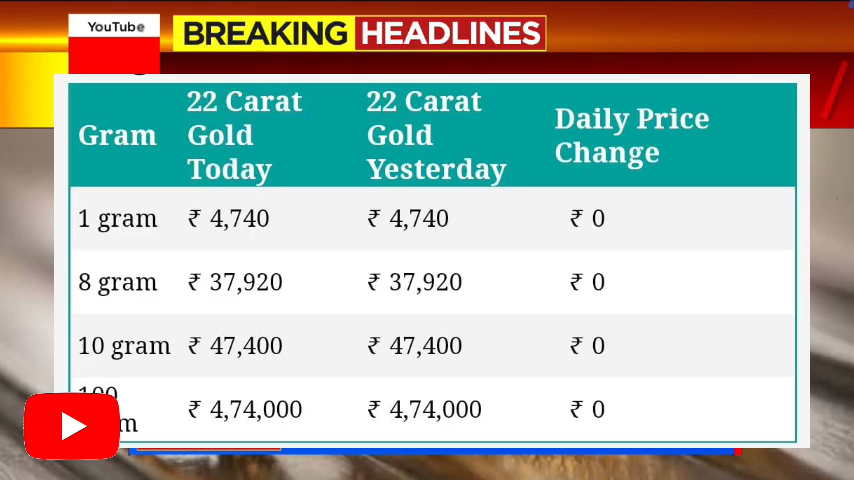 YouTube
BREAKING HEADLINES
Gram
22 Carat
Gold
Today
22 Carat
Gold
Yesterday
Daily Price
Change
1 gram ₹ 4,740 ₹ 4,740 ₹ 0
8 gram ₹ 37,920 ₹ 37,920 ₹ 0
10 gram ₹ 47,400 ₹ 47,400 ₹ 0
100
₹ 4,74,000 ₹ 4,74,000 ₹ 0